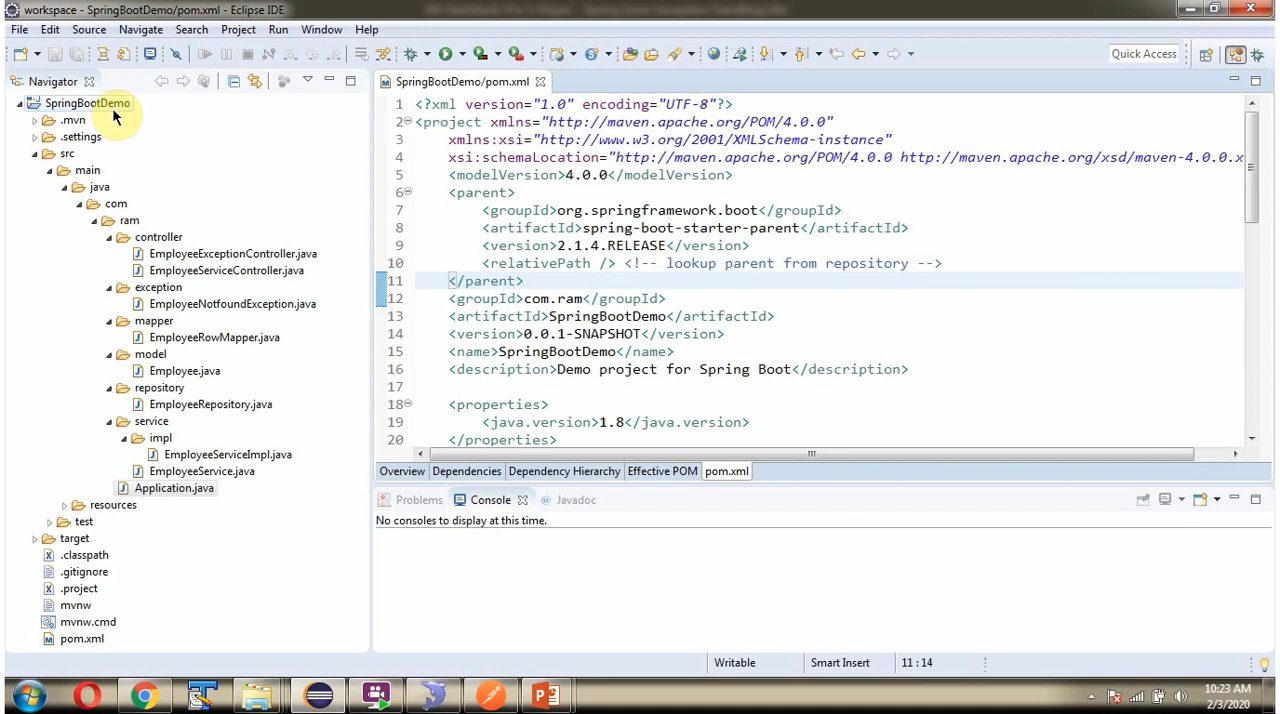 workspace - SpringBootDemo/pom.xml - Eclipse IDE
File Edit Source Navigate Search Project Run Window Help
Quick Access
Navigator
SpringBootDemo
.mvn
.settings
src
main
java
com
ram
controller
EmployeeExceptionController.java
EmployeeServiceController.java
exception
EmployeeNotfoundException.java
mapper
EmployeeRowMapper.java
model
Employee.java
repository
EmployeeRepository.java
service
impl
EmployeeServiceImpl.java
EmployeeService.java
Application.java
resources
test
target
.classpath
.gitignore
.project
mvnw
mvnw.cmd
pom.xml
SpringBootDemo/pom.xml
1 <?xml version="1.0" encoding="UTF-8"?>
2 <project xmlns="http://maven.apache.org/POM/4.0.0"
3 xmlns:xsi="http://www.w3.org/2001/XMLSchema-instance"
4 xsi:schemaLocation="http://maven.apache.org/POM/4.0.0 http://maven.apache.org/xsd/maven-4.0.0.x
5 <modelVersion>4.0.0</modelVersion>
6 <parent>
7 <groupId>org.springframework.boot</groupId>
8 <artifactId>spring-boot-starter-parent</artifactId>
9 <version>2.1.4.RELEASE</version>
10 <relativePath /> <!-- lookup parent from repository -->
11 </parent>
12 <groupId>com.ram</groupId>
13 <artifactId>SpringBootDemo</artifactId>
14 <version>0.0.1-SNAPSHOT</version>
15 <name>SpringBootDemo</name>
16 <description>Demo project for Spring Boot</description>
17
18 <properties>
19 <java.version>1.8</java.version>
20 </properties>
Overview Dependencies Dependency Hierarchy Effective POM pom.xml
Problems Console Javadoc
No consoles to display at this time.
Writable Smart Insert 11 : 14
10:23 AM
2/3/2020